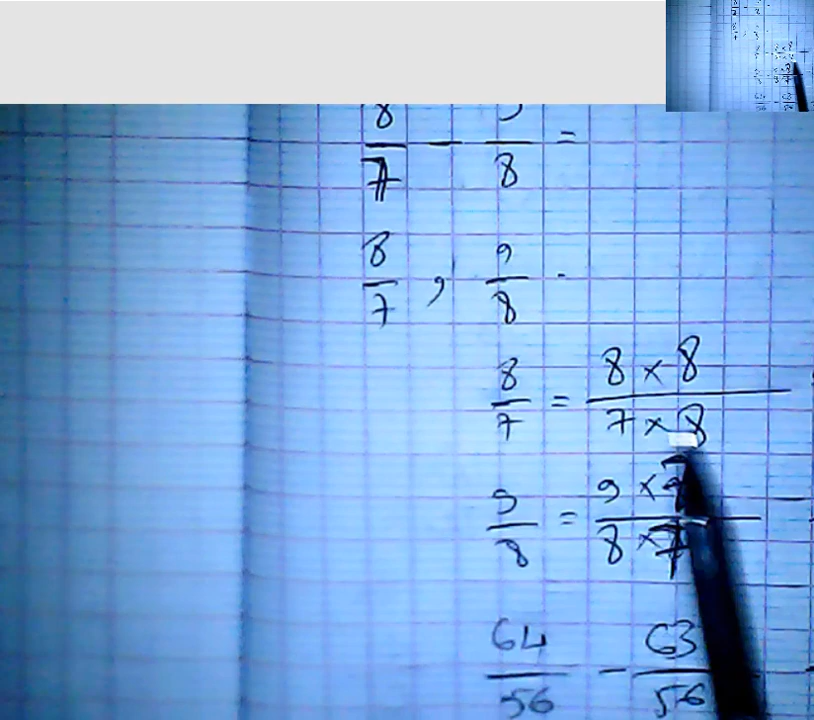 8/7 - 9/8 =
8/7 , 9/8 .
8/7 = 8 × 8 / 7 × 8
9/8 = 9 × 7 / 8 × 7
64/56 - 63/56